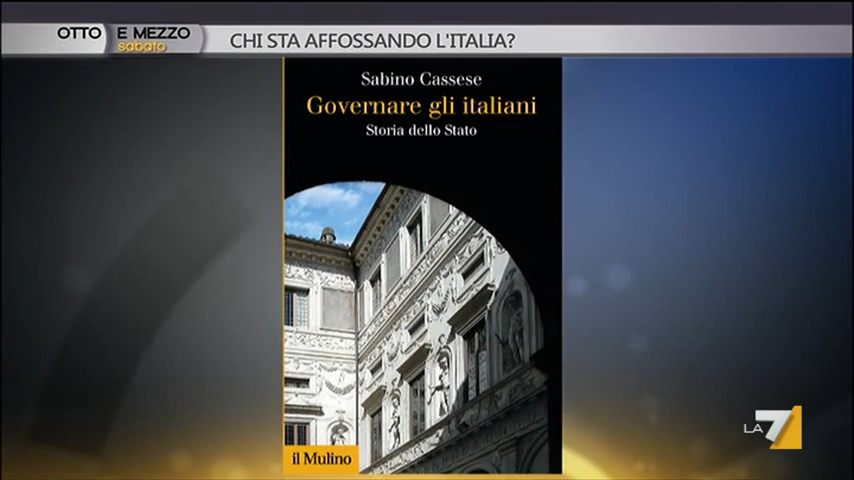 OTTO E MEZZO
sabato
CHI STA AFFOSSANDO L'ITALIA?
Sabino Cassese
Governare gli italiani
Storia dello Stato
il Mulino
LA 7